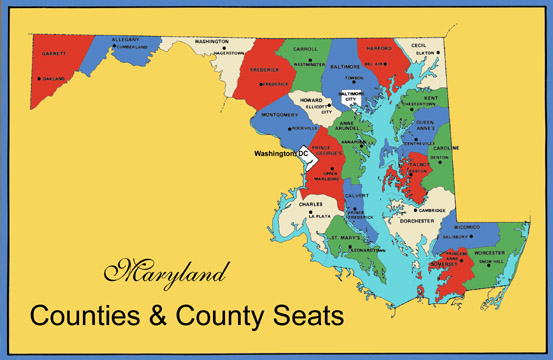 GARRETT
OAKLAND
ALLEGANY
CUMBERLAND
WASHINGTON
HAGERSTOWN
FREDERICK
FREDERICK
CARROLL
WESTMINSTER
BALTIMORE
TOWSON
BALTIMORE
CITY
HARFORD
BEL AIR
CECIL
ELKTON
HOWARD
ELLICOTT
CITY
MONTGOMERY
ROCKVILLE
ANNE
ARUNDEL
ANNAPOLIS
KENT
CHESTERTOWN
QUEEN
ANNE'S
CENTREVILLE
CAROLINE
DENTON
Washington, DC
PRINCE
GEORGE'S
UPPER
MARLBORO
TALBOT
EASTON
CALVERT
PRINCE
FREDERICK
CHARLES
LA PLATA
ST. MARY'S
LEONARDTOWN
CAMBRIDGE
DORCHESTER
WICOMICO
SALISBURY
PRINCESS
ANNE
SOMERSET
WORCESTER
SNOW HILL
Maryland
Counties & County Seats